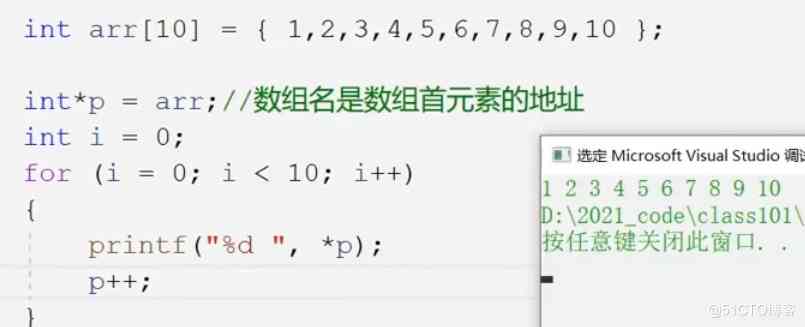 int arr[10] = { 1,2,3,4,5,6,7,8,9,10 };
int*p = arr;//数组名是数组首元素的地址
int i = 0;
for (i = 0; i < 10; i++)
{
printf("%d ", *p);
p++;
}
选定 Microsoft Visual Studio 调试
1 2 3 4 5 6 7 8 9 10
D:\2021_code\class101\
按任意键关闭此窗口. .
@51CTO博客